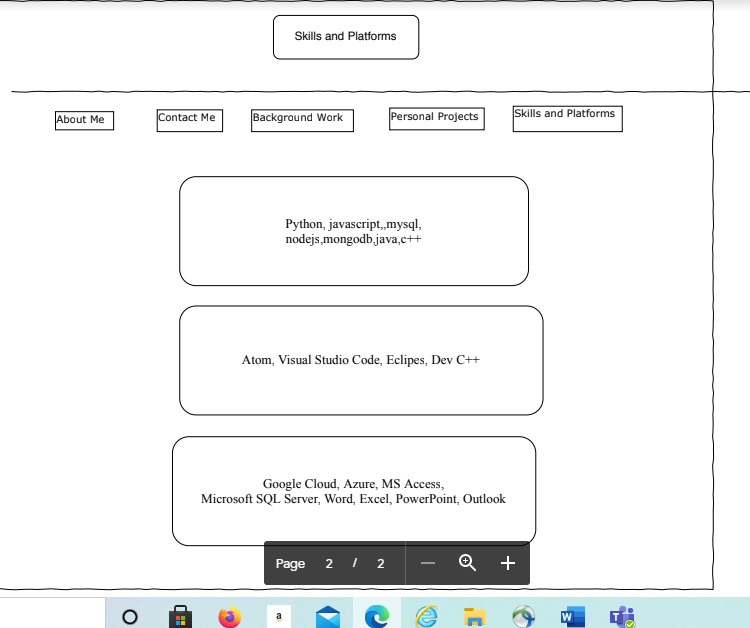 Skills and Platforms
About Me
Contact Me
Background Work
Personal Projects
Skills and Platforms
Python, javascript,,mysql,
nodejs,mongodb,java,c++
Atom, Visual Studio Code, Eclipes, Dev C++
Google Cloud, Azure, MS Access,
Microsoft SQL Server, Word, Excel, PowerPoint, Outlook
Page 2 / 2